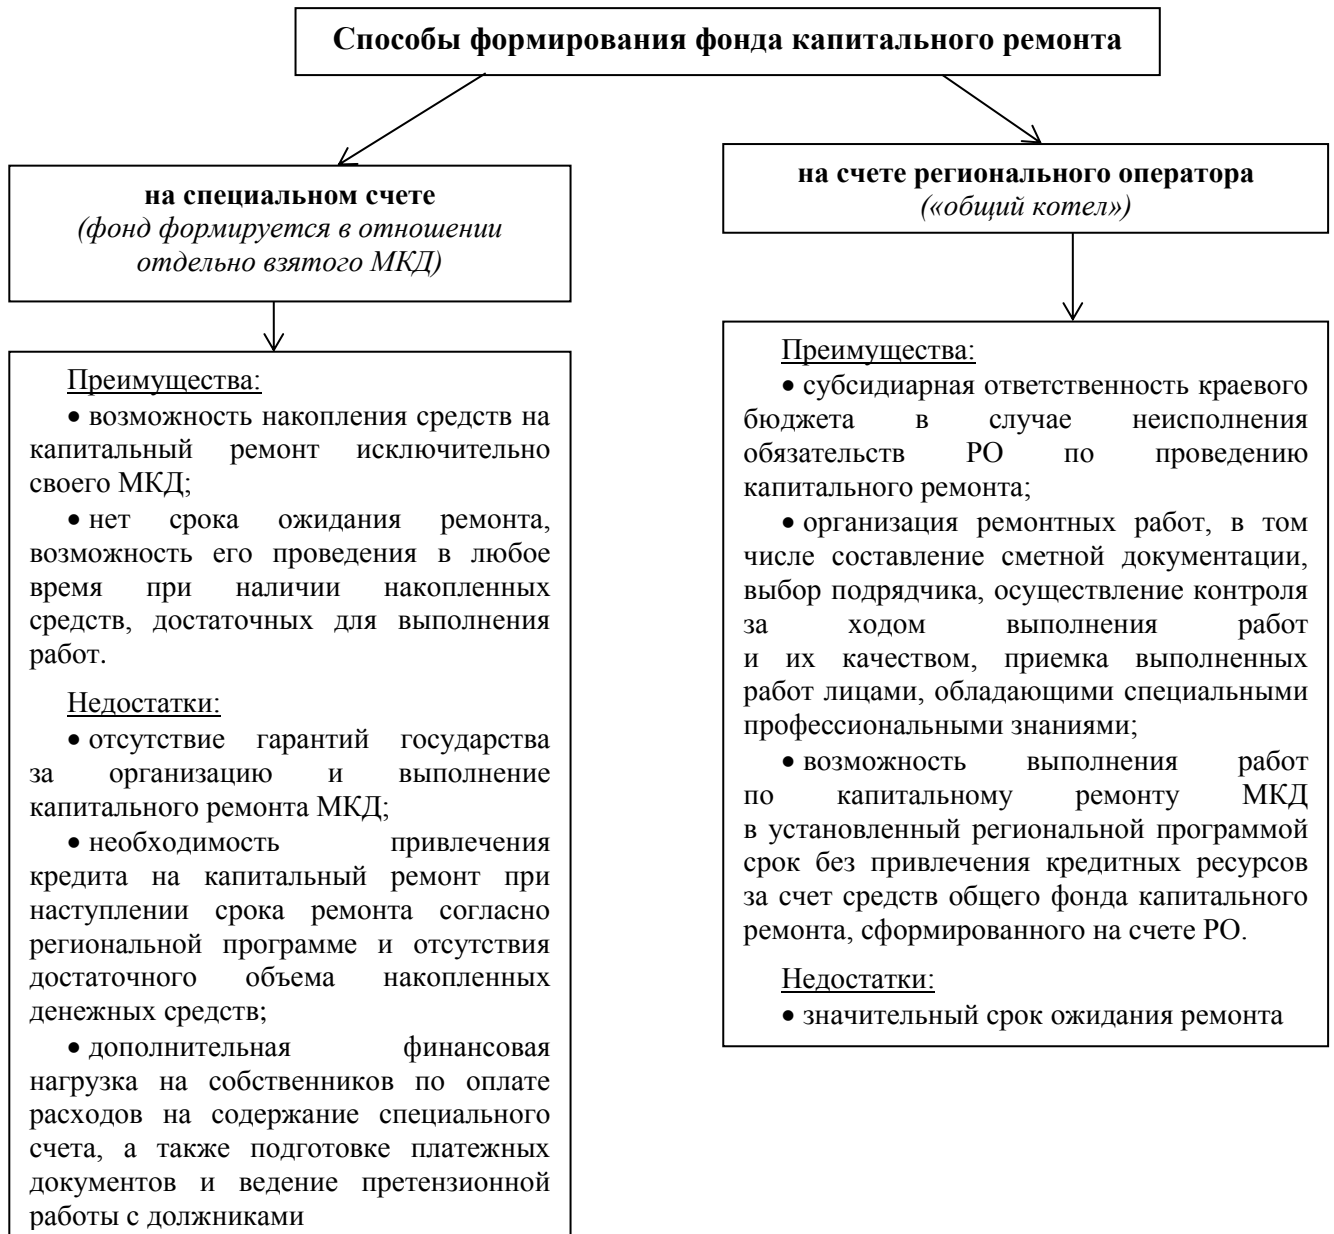 Способы формирования фонда капитального ремонта
на специальном счете
(фонд формируется в отношении
отдельно взятого МКД)
Преимущества:
• возможность накопления средств на
капитальный ремонт исключительно
своего МКД;
• нет срока ожидания ремонта,
возможность его проведения в любое
время при наличии накопленных
средств, достаточных для выполнения
работ.
Недостатки:
• отсутствие гарантий государства
за организацию и выполнение
капитального ремонта МКД;
• необходимость привлечения
кредита на капитальный ремонт при
наступлении срока ремонта согласно
региональной программе и отсутствия
достаточного объема накопленных
денежных средств;
• дополнительная финансовая
нагрузка на собственников по оплате
расходов на содержание специального
счета, а также подготовке платежных
документов и ведение претензионной
работы с должниками
на счете регионального оператора
(«общий котел»)
Преимущества:
• субсидиарная ответственность краевого
бюджета в случае неисполнения
обязательств РО по проведению
капитального ремонта;
• организация ремонтных работ, в том
числе составление сметной документации,
выбор подрядчика, осуществление контроля
за ходом выполнения работ
и их качеством, приемка выполненных
работ лицами, обладающими специальными
профессиональными знаниями;
• возможность выполнения работ
по капитальному ремонту МКД
в установленный региональной программой
срок без привлечения кредитных ресурсов
за счет средств общего фонда капитального
ремонта, сформированного на счете РО.
Недостатки:
• значительный срок ожидания ремонта